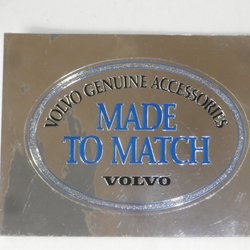 VOLVO GENUINE ACCESSORIES
MADE
TO MATCH
VOLVO